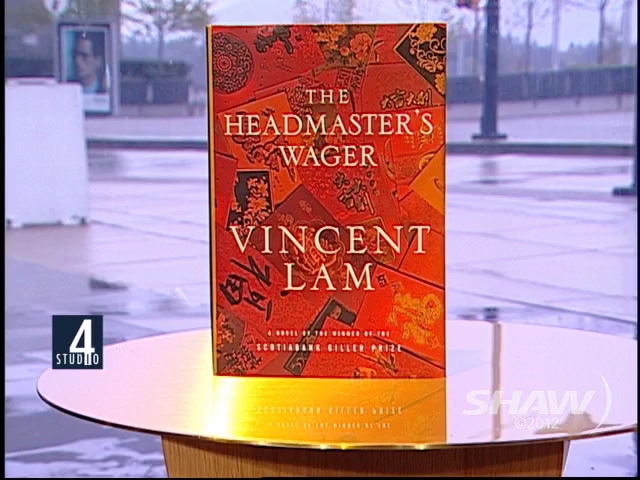 THE
HEADMASTER'S
WAGER
VINCENT
LAM
A NOVEL BY THE WINNER OF THE
SCOTIABANK GILLER PRIZE
4
STUDIO
SHAW)
©2012